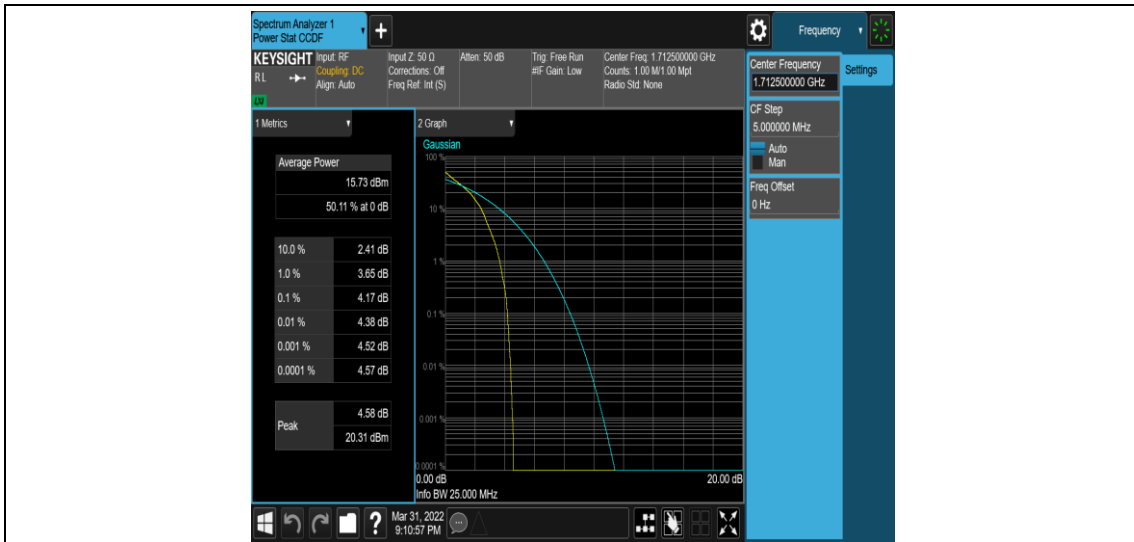 Spectrum Analyzer 1
Power Stat CCDF
Frequency
KEYSIGHT
RL
Input: RF
Coupling: DC
Align: Auto
Input Z: 50 Ω
Corrections: Off
Freq Ref: Int (S)
Atten: 50 dB
Trig: Free Run
#IF Gain: Low
Center Freq: 1.712500000 GHz
Counts: 1.00 M/1.00 Mpt
Radio Std: None
Center Frequency
1.712500000 GHz
Settings
CF Step
5.000000 MHz
Auto
Man
Freq Offset
0 Hz
1 Metrics
Average Power
15.73 dBm
50.11 % at 0 dB
10.0 % 2.41 dB
1.0 % 3.65 dB
0.1 % 4.17 dB
0.01 % 4.38 dB
0.001 % 4.52 dB
0.0001 % 4.57 dB
Peak
4.58 dB
20.31 dBm
2 Graph
Gaussian
100 %
10 %
1 %
0.1 %
0.01 %
0.001 %
0.0001 %
0.00 dB 20.00 dB
Info BW 25.000 MHz
Mar 31, 2022
9:10:57 PM